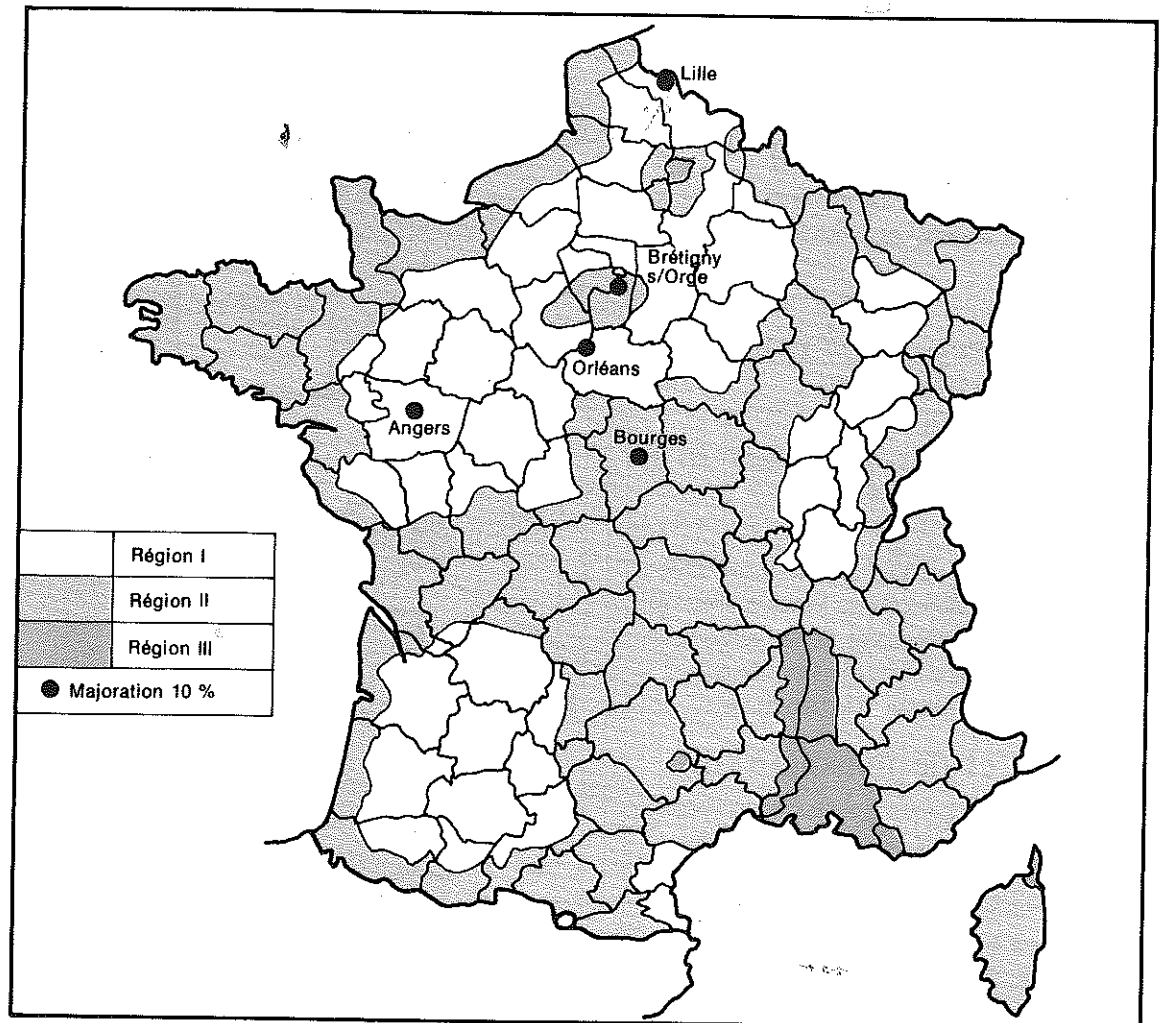 Lille
Brétigny
s/Orge
Orléans
Angers
Bourges
Région I
Région II
Région III
Majoration 10 %